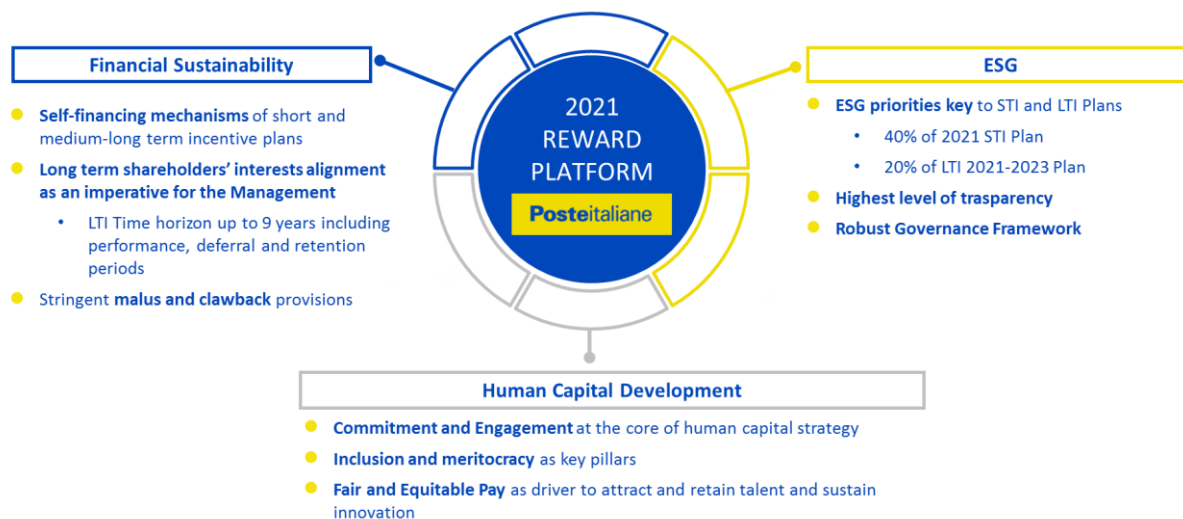 Financial Sustainability
Self-financing mechanisms of short and
medium-long term incentive plans
Long term shareholders' interests alignment
as an imperative for the Management
LTI Time horizon up to 9 years including
performance, deferral and retention
periods
Stringent malus and clawback provisions
2021
REWARD
PLATFORM
Posteitaliane
ESG
ESG priorities key to STI and LTI Plans
40% of 2021 STI Plan
20% of LTI 2021-2023 Plan
Highest level of trasparency
Robust Governance Framework
Human Capital Development
Commitment and Engagement at the core of human capital strategy
Inclusion and meritocracy as key pillars
Fair and Equitable Pay as driver to attract and retain talent and sustain
innovation